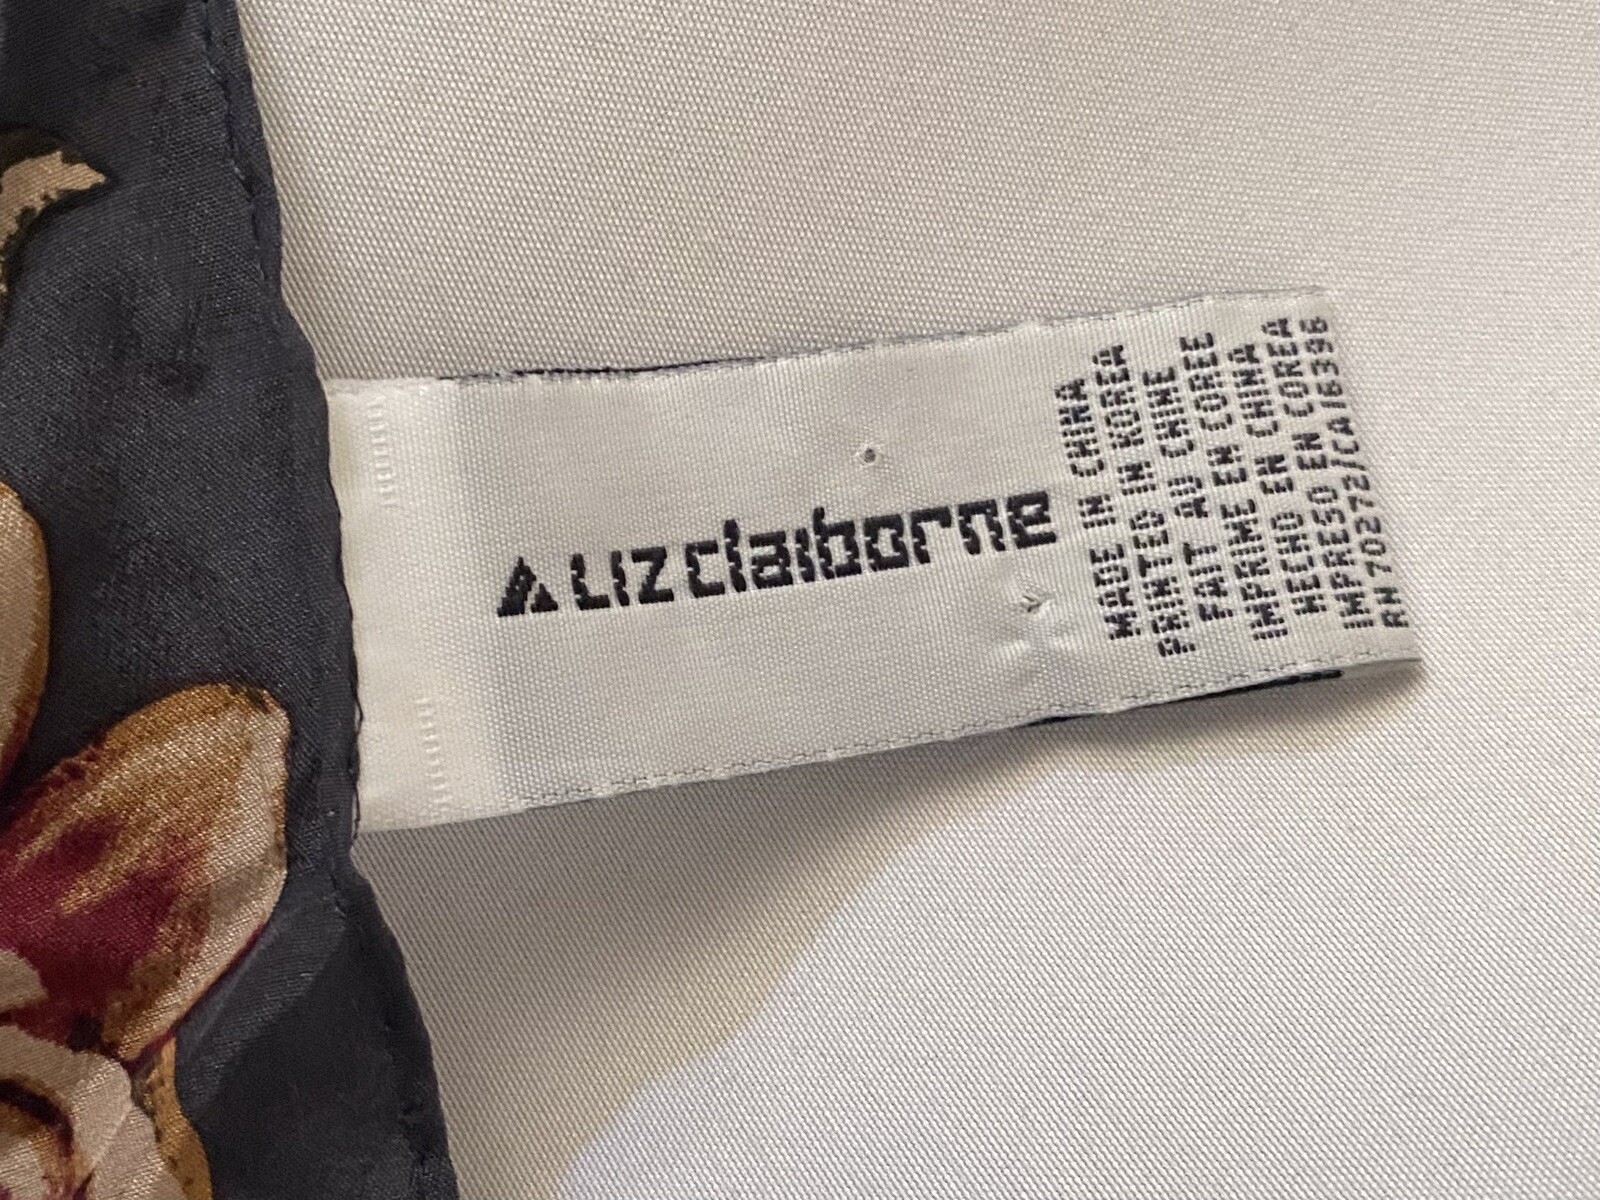 LIZ claiborne
MADE IN CHINA
PRINTED IN KOREA
FAIT AU CHINE
IMPRIME EN COREE
HECHO EN CHINA
IMPRESO EN COREA
RN 70272/CA16396